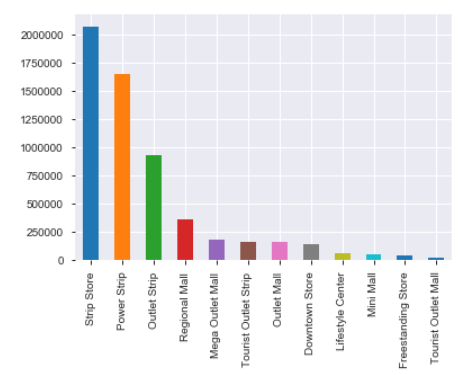 2000000
1750000
1500000
1250000
1000000
750000
500000
250000
0
Strip Store
Power Strip
Outlet Strip
Regional Mall
Mega Outlet Mall
Tourist Outlet Strip
Outlet Mall
Downtown Store
Lifestyle Center
Mini Mall
Freestanding Store
Tourist Outlet Mall